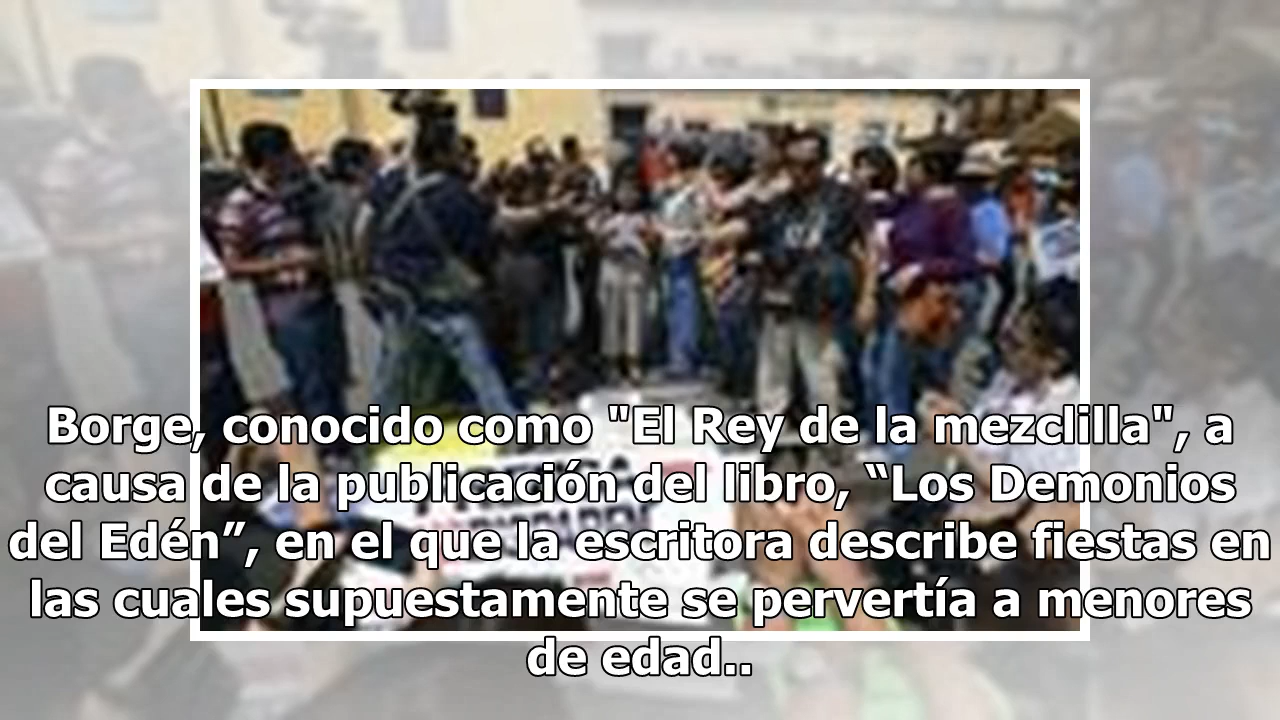 Borge, conocido como "El Rey de la mezclilla", a
causa de la publicación del libro, “Los Demonios
del Edén”, en el que la escritora describe fiestas en
las cuales supuestamente se pervertía a menores
de edad..